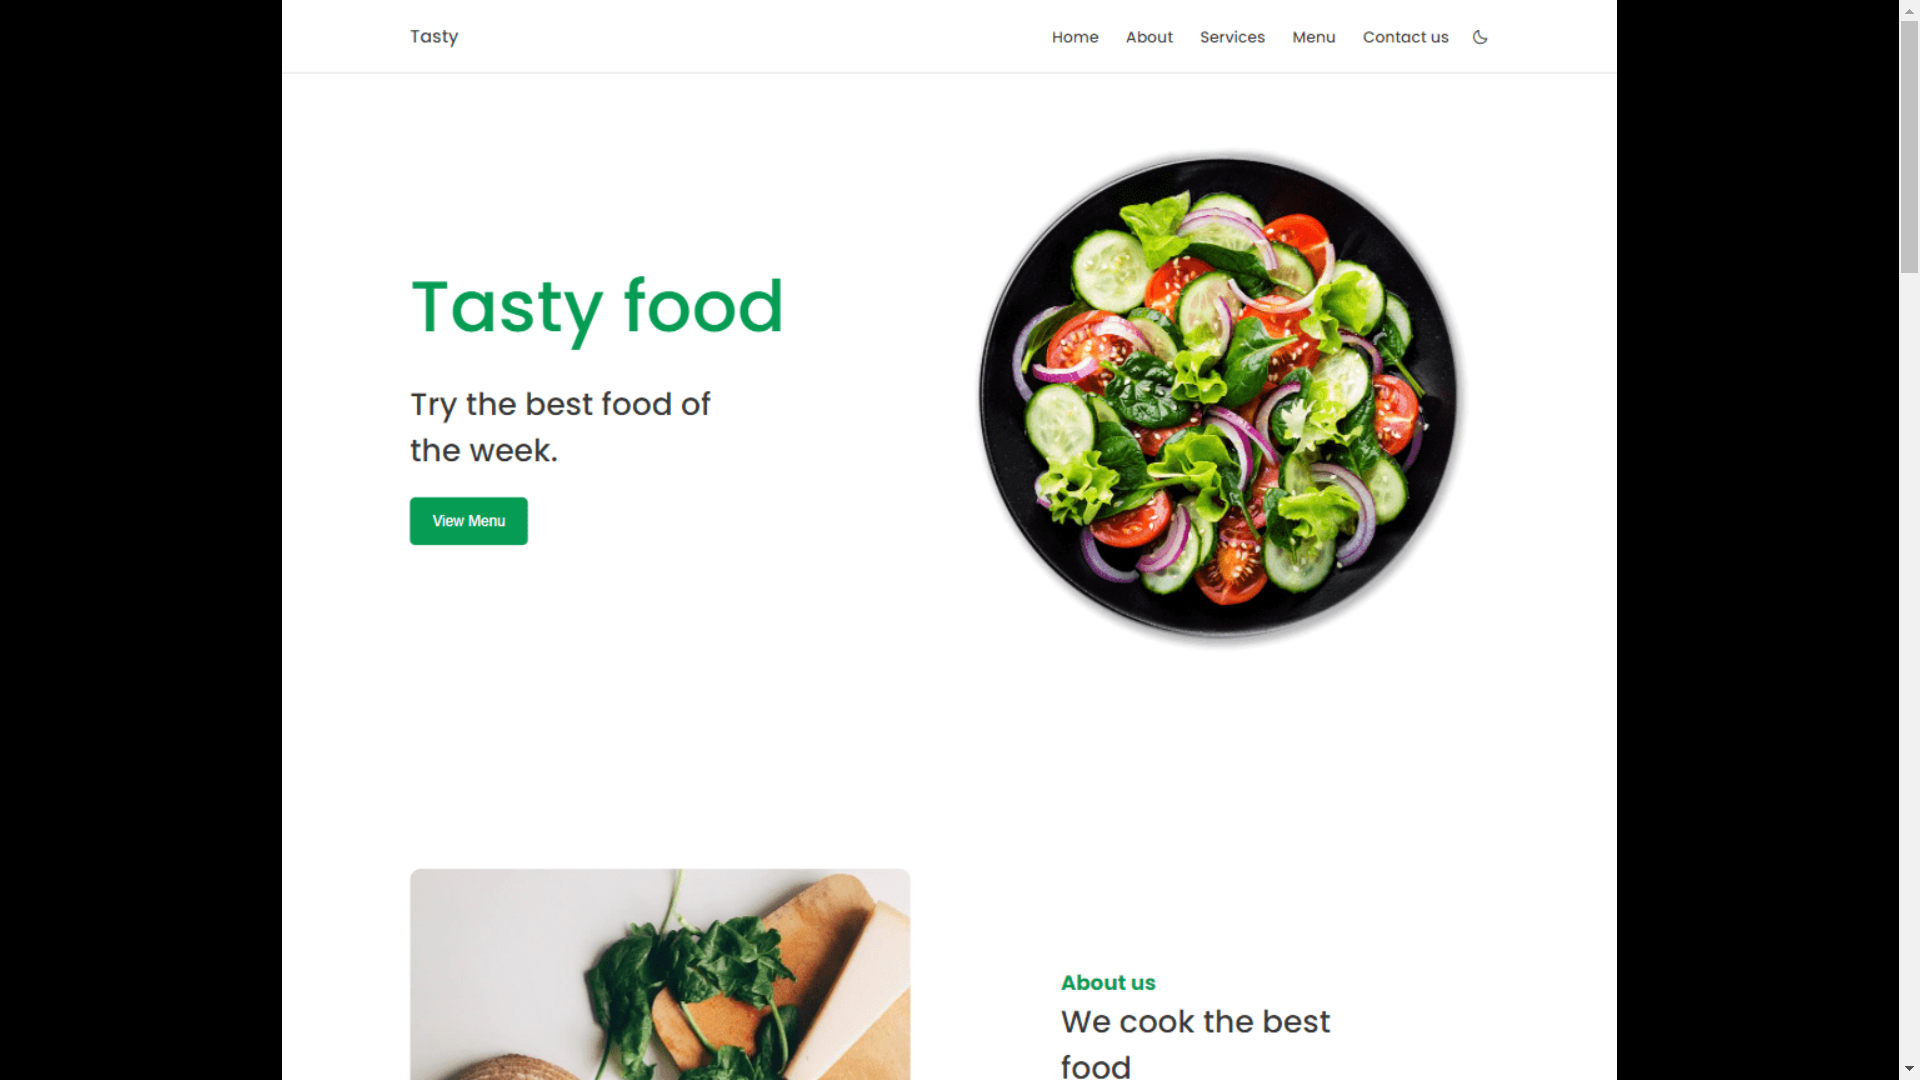 Tasty
Home About Services Menu Contact us
Tasty food
Try the best food of
the week.
View Menu
About us
We cook the best
food